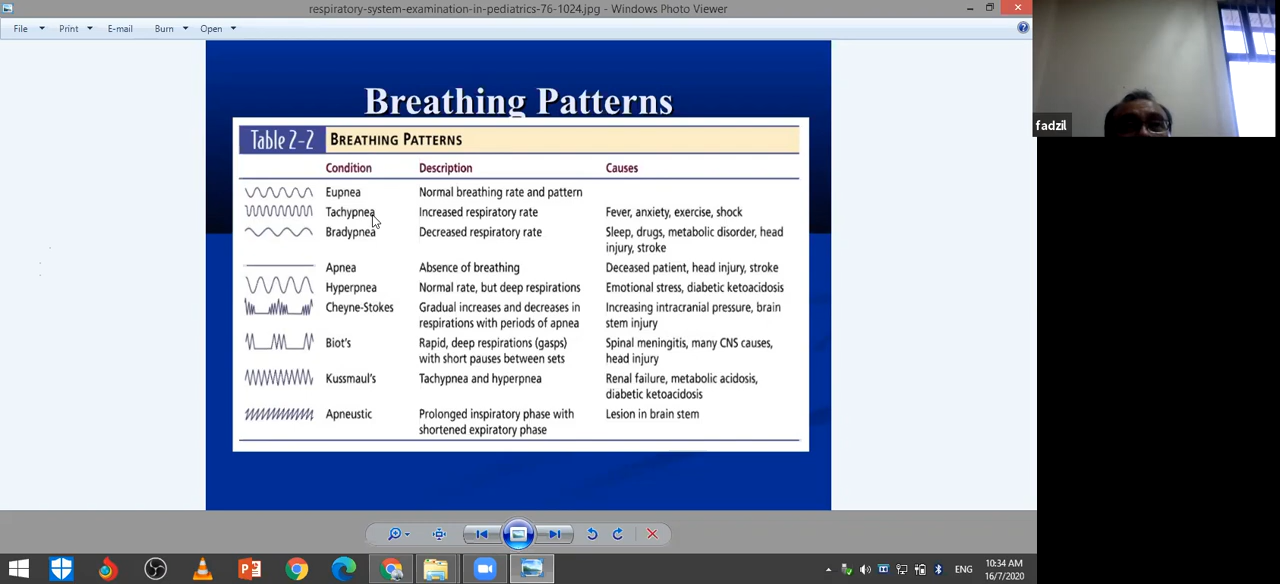 respiratory-system-examination-in-pediatrics-76-1024.jpg - Windows Photo Viewer
File Print E-mail Burn Open
fadzil
Breathing Patterns
Table 2-2 BREATHING PATTERNS
Condition Description Causes
Eupnea Normal breathing rate and pattern
Tachypnea Increased respiratory rate Fever, anxiety, exercise, shock
Bradypnea Decreased respiratory rate Sleep, drugs, metabolic disorder, head
injury, stroke
Apnea Absence of breathing Deceased patient, head injury, stroke
Hyperpnea Normal rate, but deep respirations Emotional stress, diabetic ketoacidosis
Cheyne-Stokes Gradual increases and decreases in Increasing intracranial pressure, brain
respirations with periods of apnea stem injury
Biot's Rapid, deep respirations (gasps) Spinal meningitis, many CNS causes,
with short pauses between sets head injury
Kussmaul's Tachypnea and hyperpnea Renal failure, metabolic acidosis,
diabetic ketoacidosis
Apneustic Prolonged inspiratory phase with Lesion in brain stem
shortened expiratory phase
ENG
10:34 AM
16/7/2020